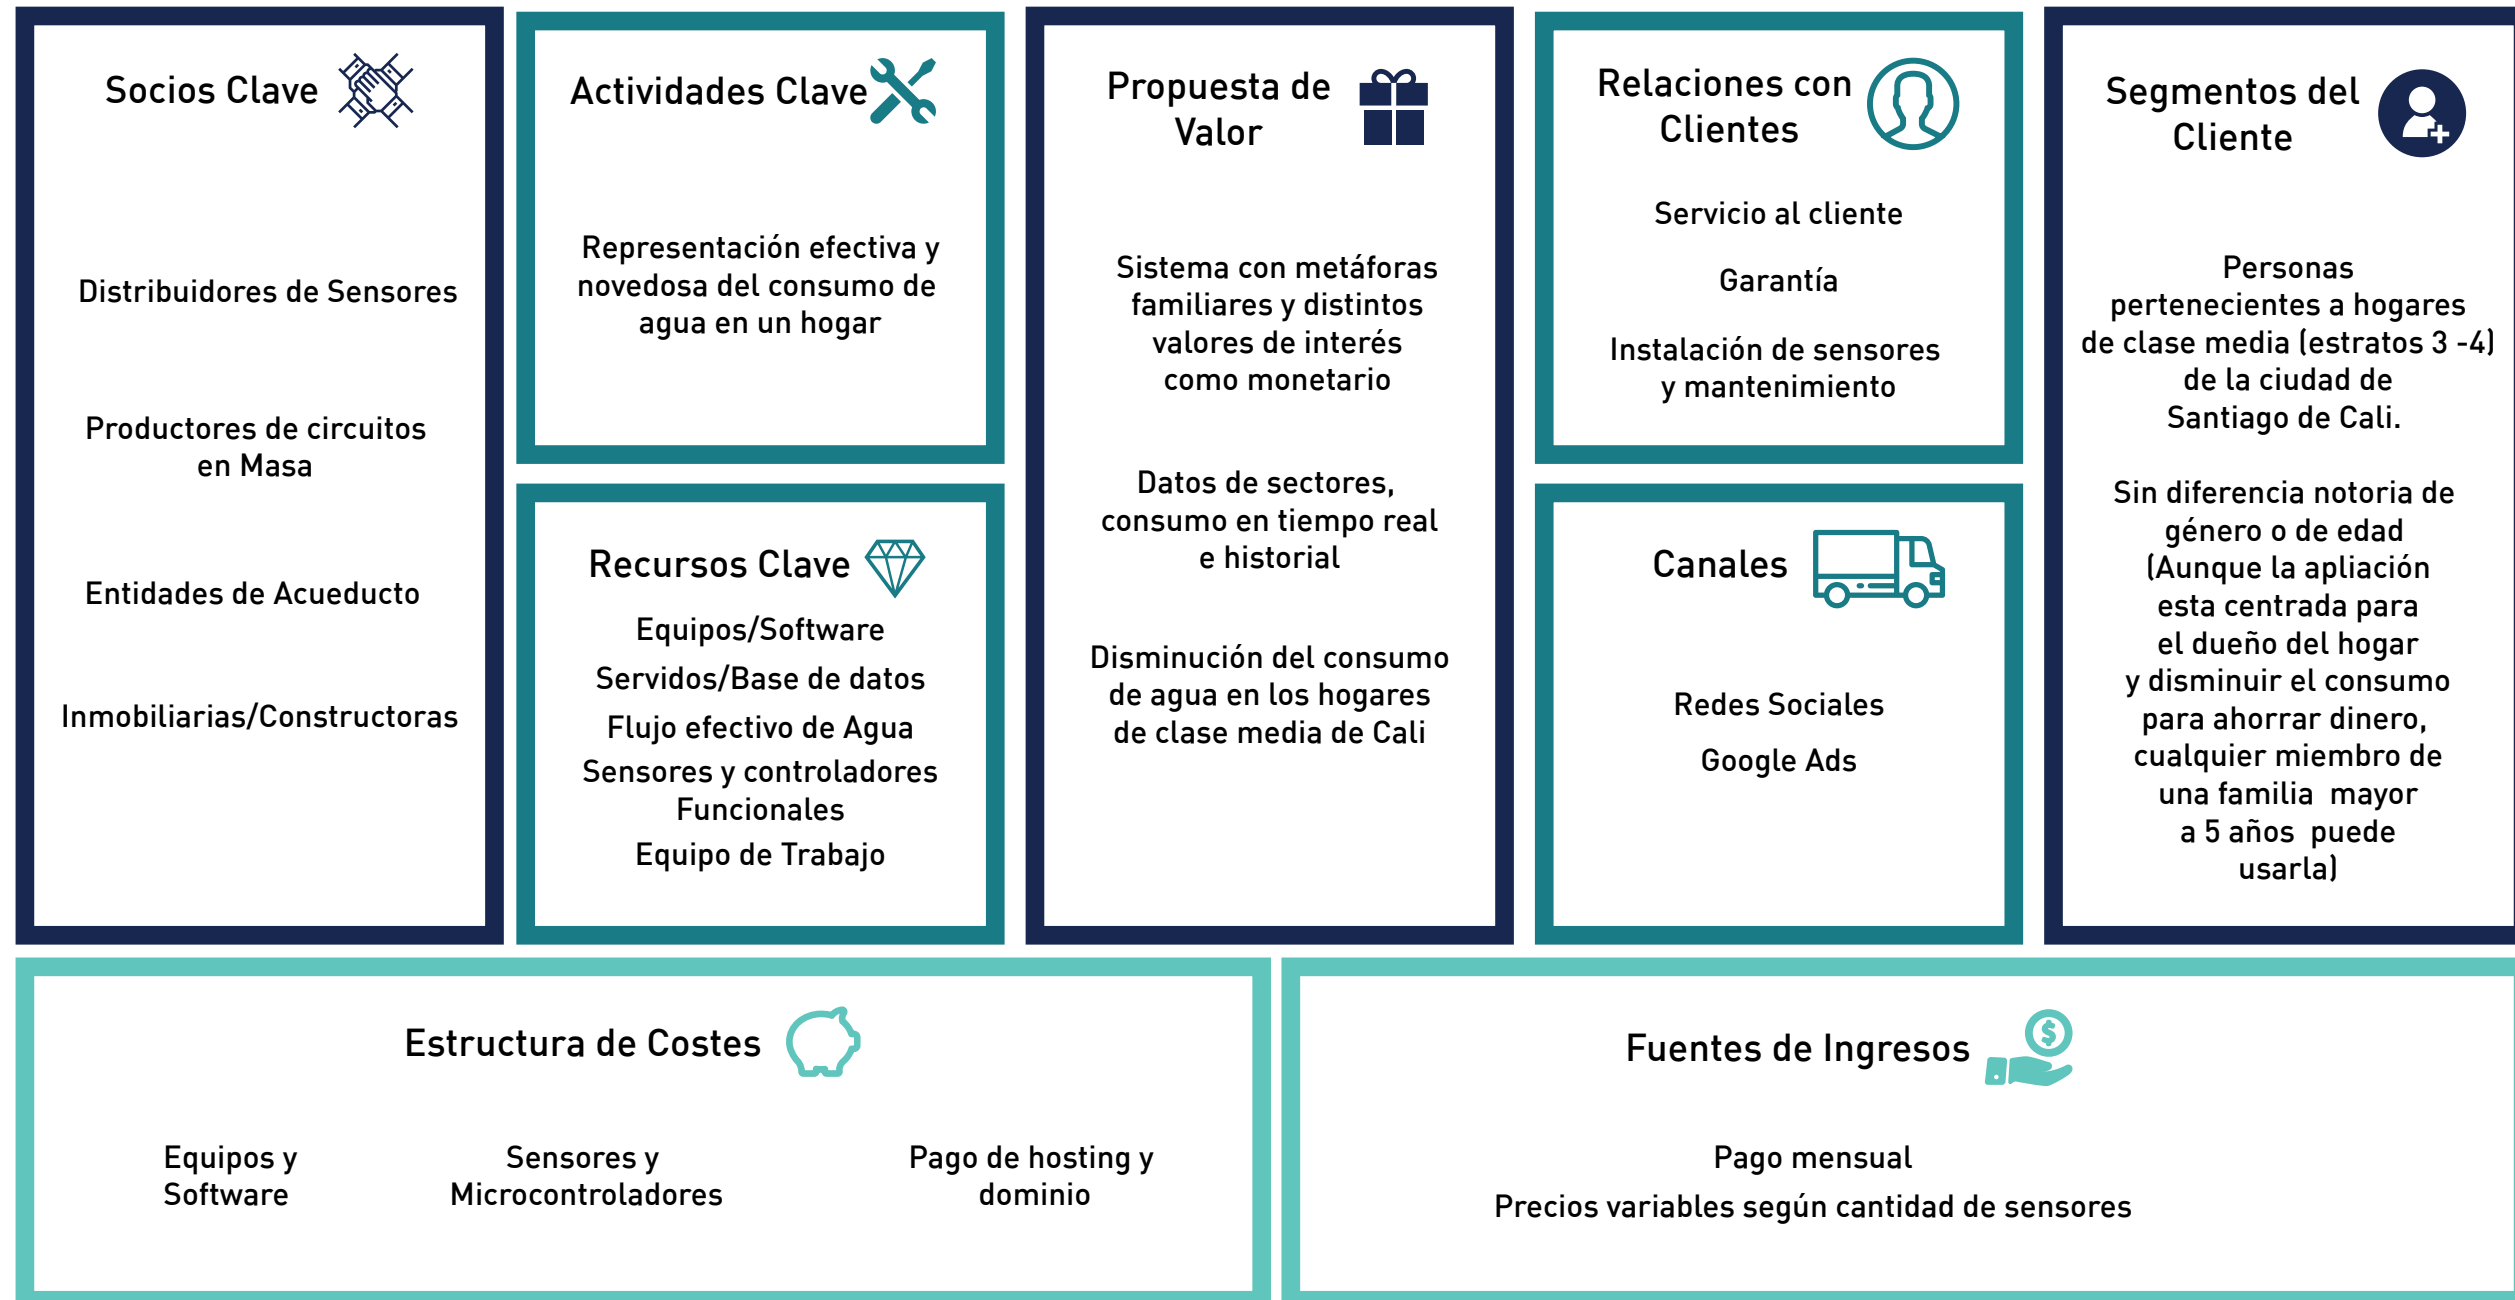 Socios Clave
Distribuidores de Sensores
Productores de circuitos
en Masa
Entidades de Acueducto
Inmobiliarias/Constructoras
Actividades Clave
Representación efectiva y
novedosa del consumo de
agua en un hogar
Recursos Clave
Equipos/Software
Servidos/Base de datos
Flujo efectivo de Agua
Sensores y controladores
Funcionales
Equipo de Trabajo
Propuesta de
Valor
Sistema con metáforas
familiares y distintos
valores de interés
como monetario
Datos de sectores,
consumo en tiempo real
e historial
Disminución del consumo
de agua en los hogares
de clase media de Cali
Relaciones con
Clientes
Servicio al cliente
Garantía
Instalación de sensores
y mantenimiento
Canales
Redes Sociales
Google Ads
Segmentos del
Cliente
Personas
pertenecientes a hogares
de clase media (estratos 3 -4)
de la ciudad de
Santiago de Cali.
Sin diferencia notoria de
género o de edad
(Aunque la apliación
esta centrada para
el dueño del hogar
y disminuir el consumo
para ahorrar dinero,
cualquier miembro de
una familia mayor
a 5 años puede
usarla)
Estructura de Costes
Equipos y
Software
Sensores y
Microcontroladores
Pago de hosting y
dominio
Fuentes de Ingresos
$
Pago mensual
Precios variables según cantidad de sensores